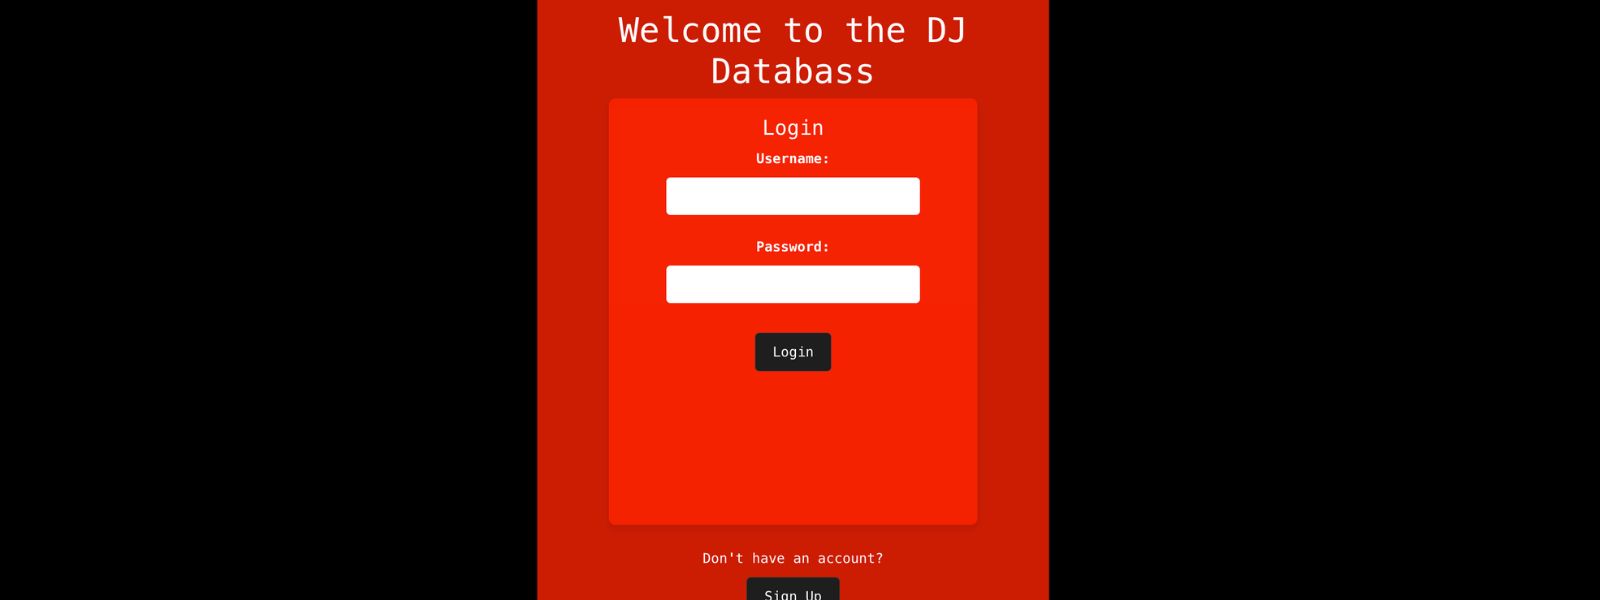 Welcome to the DJ
Databass
Login
Username:
Password:
Login
Don't have an account?
Sign Up